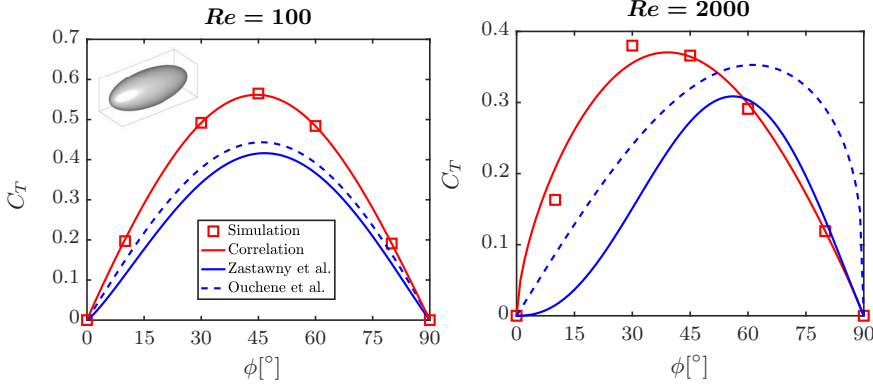 Re = 100
0.7
0.6
0.5
0.4
0.3
0.2
0.1
0
C_T
0 15 30 45 60 75 90
ϕ[°]
Simulation
Correlation
Zastawny et al.
Ouchene et al.
Re = 2000
0.4
0.3
0.2
0.1
0
C_T
0 15 30 45 60 75 90
ϕ[°]